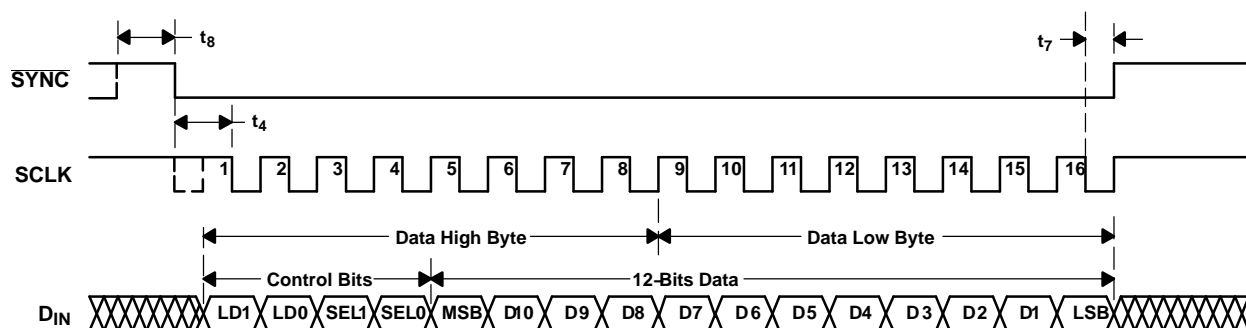 t8 t7
SYNC
t4
SCLK 1 2 3 4 5 6 7 8 9 10 11 12 13 14 15 16
Data High Byte Data Low Byte
Control Bits 12-Bits Data
DIN LD1 LD0 SEL1 SEL0 MSB D10 D9 D8 D7 D6 D5 D4 D3 D2 D1 LSB